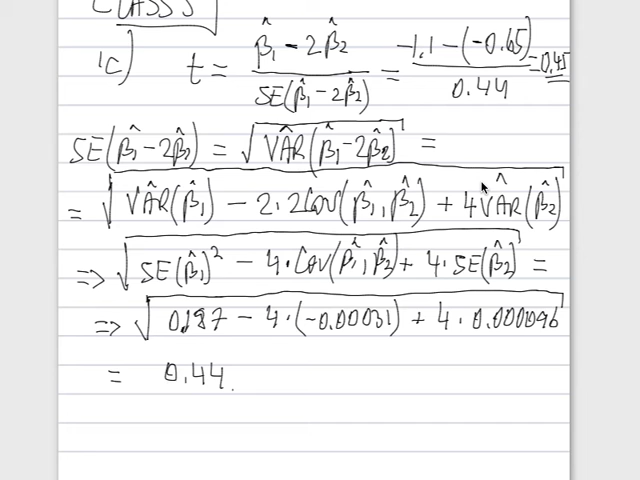 CLASS 5
1C) t = (β̂₁ - 2β̂₂) / SE(β̂₁ - 2β̂₂) = (-1.1 - (-0.65)) / 0.44 = 0.45
SE(β̂₁ - 2β̂₂) = √VÂR(β̂₁ - 2β̂₂) =
= √VÂR(β̂₁) - 2.2COV(β̂₁, β̂₂) + 4VÂR(β̂₂)
=> √SE(β̂₁)² - 4.COV(β̂₁, β̂₂) + 4.SE(β̂₂) =
=> √0.187 - 4.(-0.00031) + 4.0.000096
= 0.44.